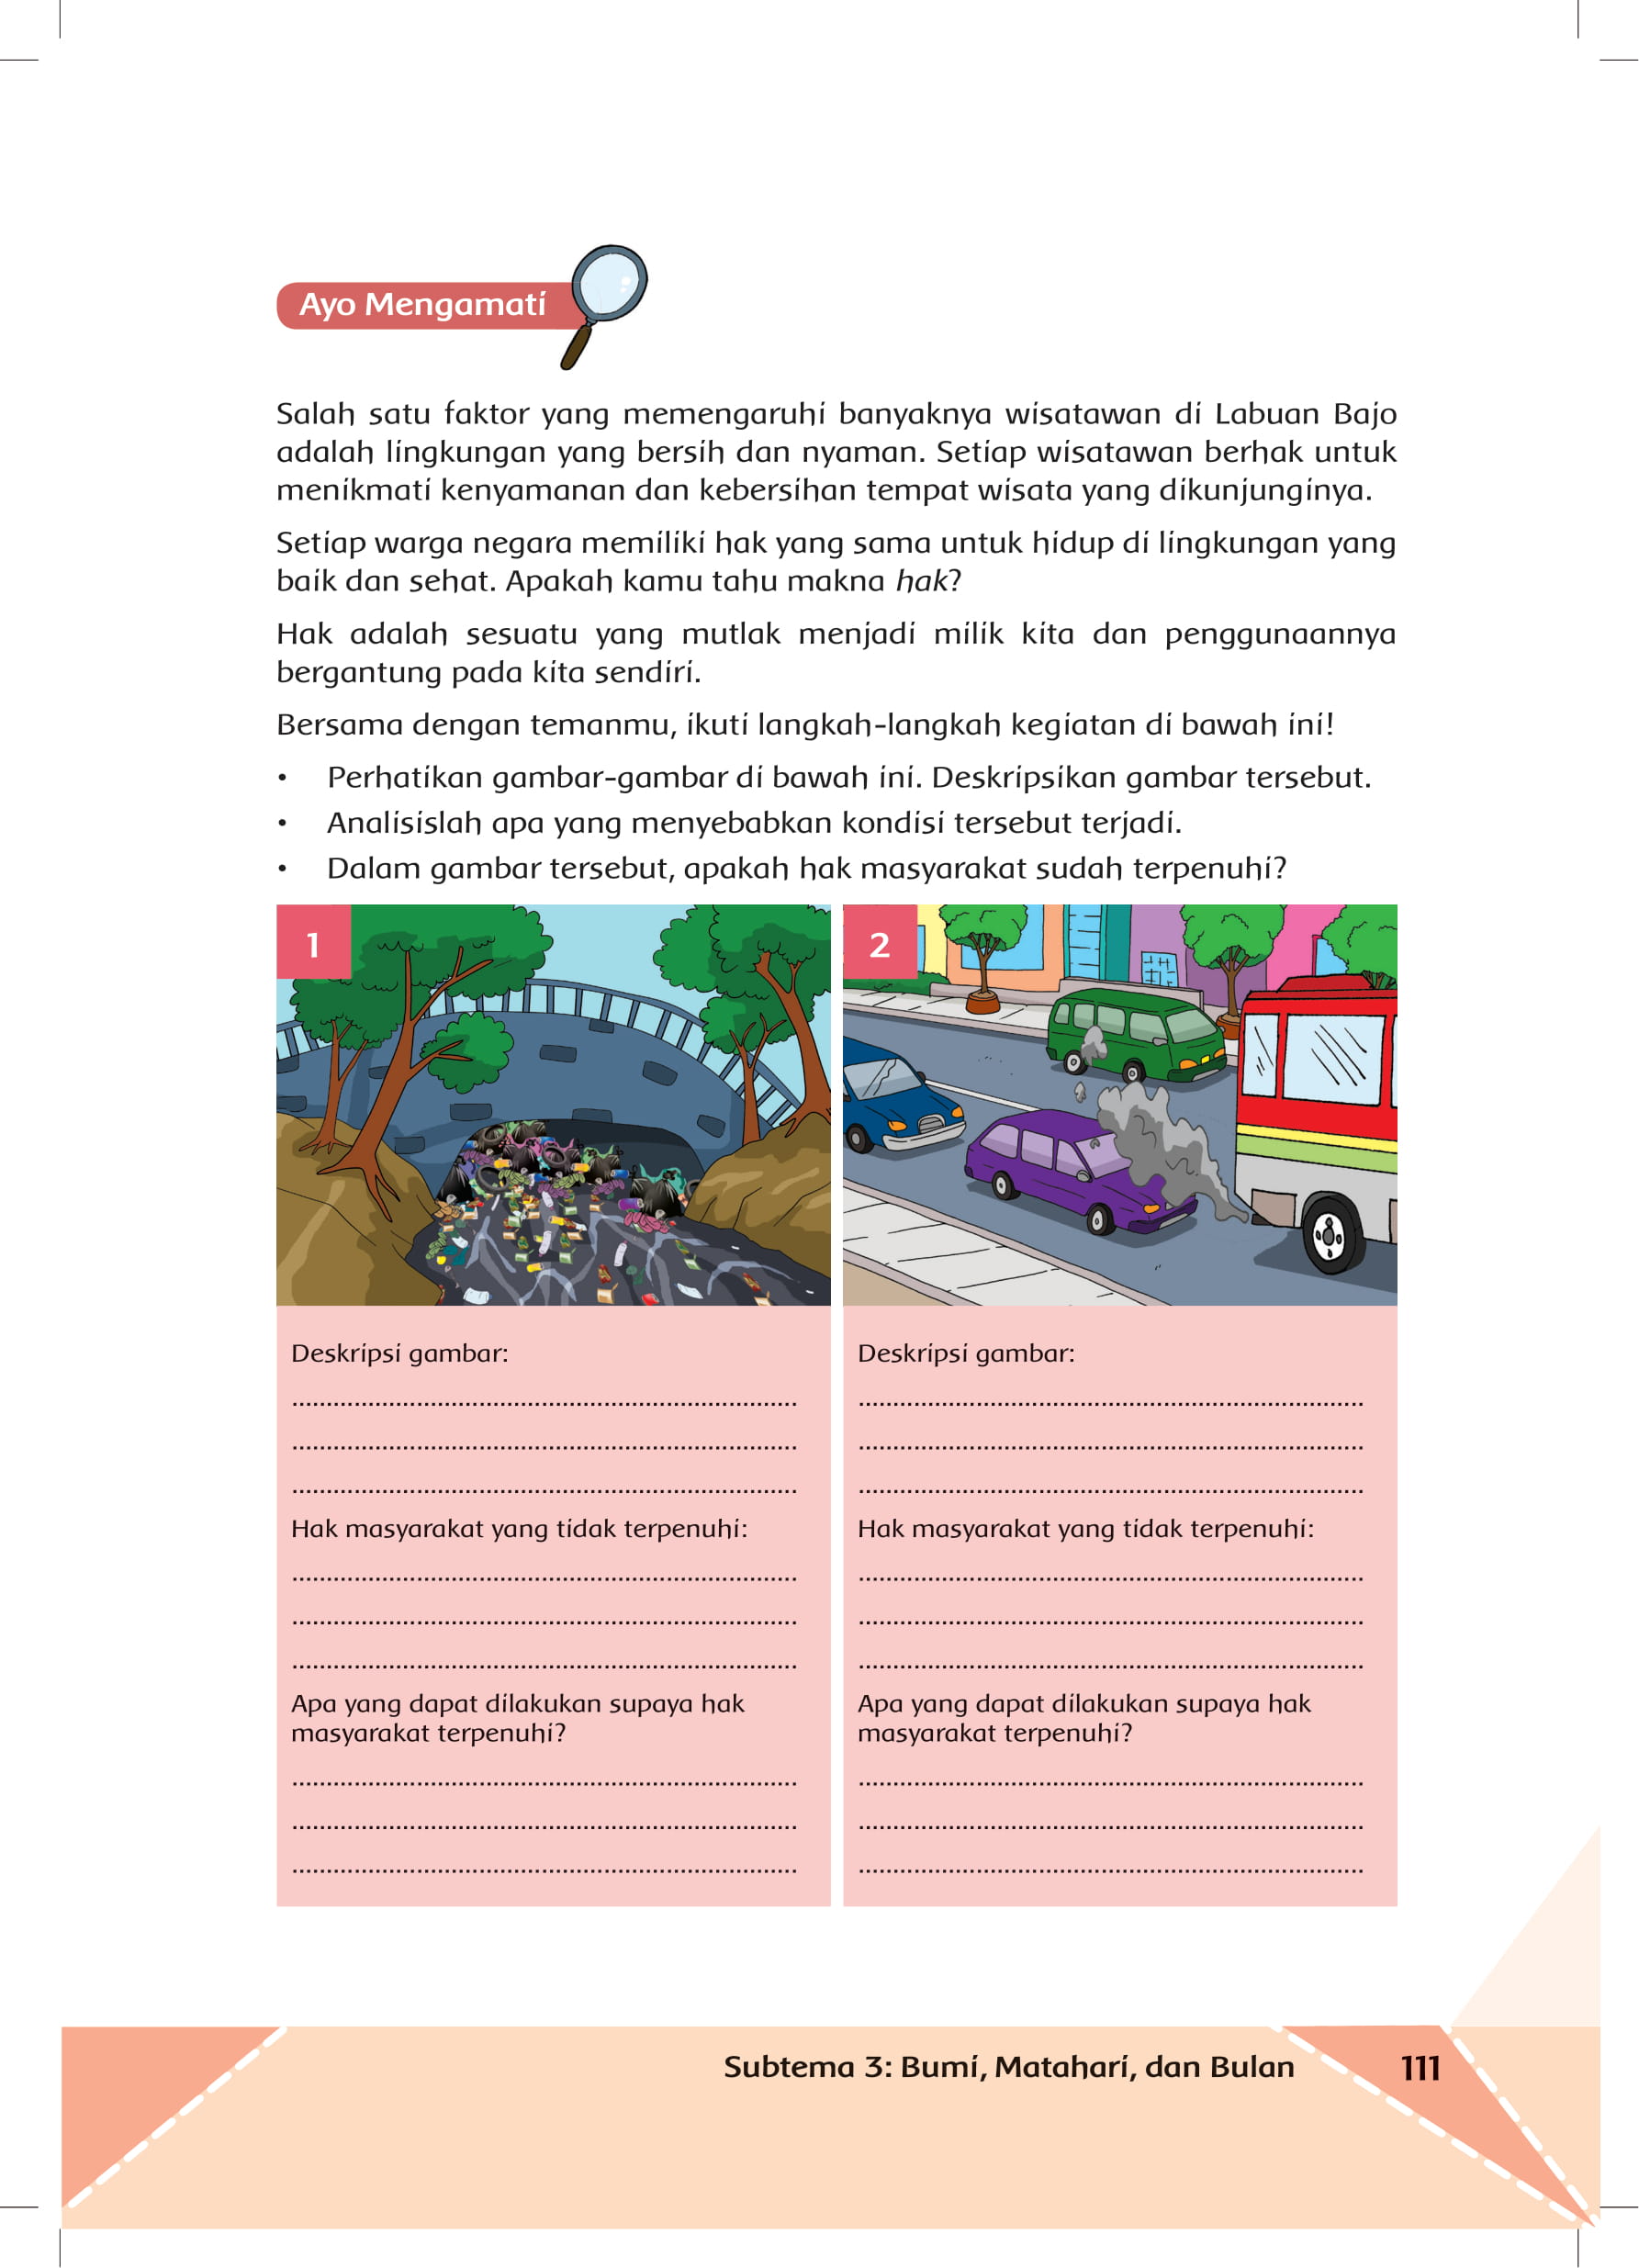 Ayo Mengamati
Salah satu faktor yang memengaruhi banyaknya wisatawan di Labuan Bajo
adalah lingkungan yang bersih dan nyaman. Setiap wisatawan berhak untuk
menikmati kenyamanan dan kebersihan tempat wisata yang dikunjunginya.
Setiap warga negara memiliki hak yang sama untuk hidup di lingkungan yang
baik dan sehat. Apakah kamu tahu makna hak?
Hak adalah sesuatu yang mutlak menjadi milik kita dan penggunaannya
bergantung pada kita sendiri.
Bersama dengan temanmu, ikuti langkah-langkah kegiatan di bawah ini!
• Perhatikan gambar-gambar di bawah ini. Deskripsikan gambar tersebut.
• Analisislah apa yang menyebabkan kondisi tersebut terjadi.
• Dalam gambar tersebut, apakah hak masyarakat sudah terpenuhi?
1
Deskripsi gambar:
........................................................................
........................................................................
........................................................................
Hak masyarakat yang tidak terpenuhi:
........................................................................
........................................................................
........................................................................
Apa yang dapat dilakukan supaya hak
masyarakat terpenuhi?
........................................................................
........................................................................
........................................................................
2
Deskripsi gambar:
........................................................................
........................................................................
........................................................................
Hak masyarakat yang tidak terpenuhi:
........................................................................
........................................................................
........................................................................
Apa yang dapat dilakukan supaya hak
masyarakat terpenuhi?
........................................................................
........................................................................
........................................................................
Subtema 3: Bumi, Matahari, dan Bulan 111